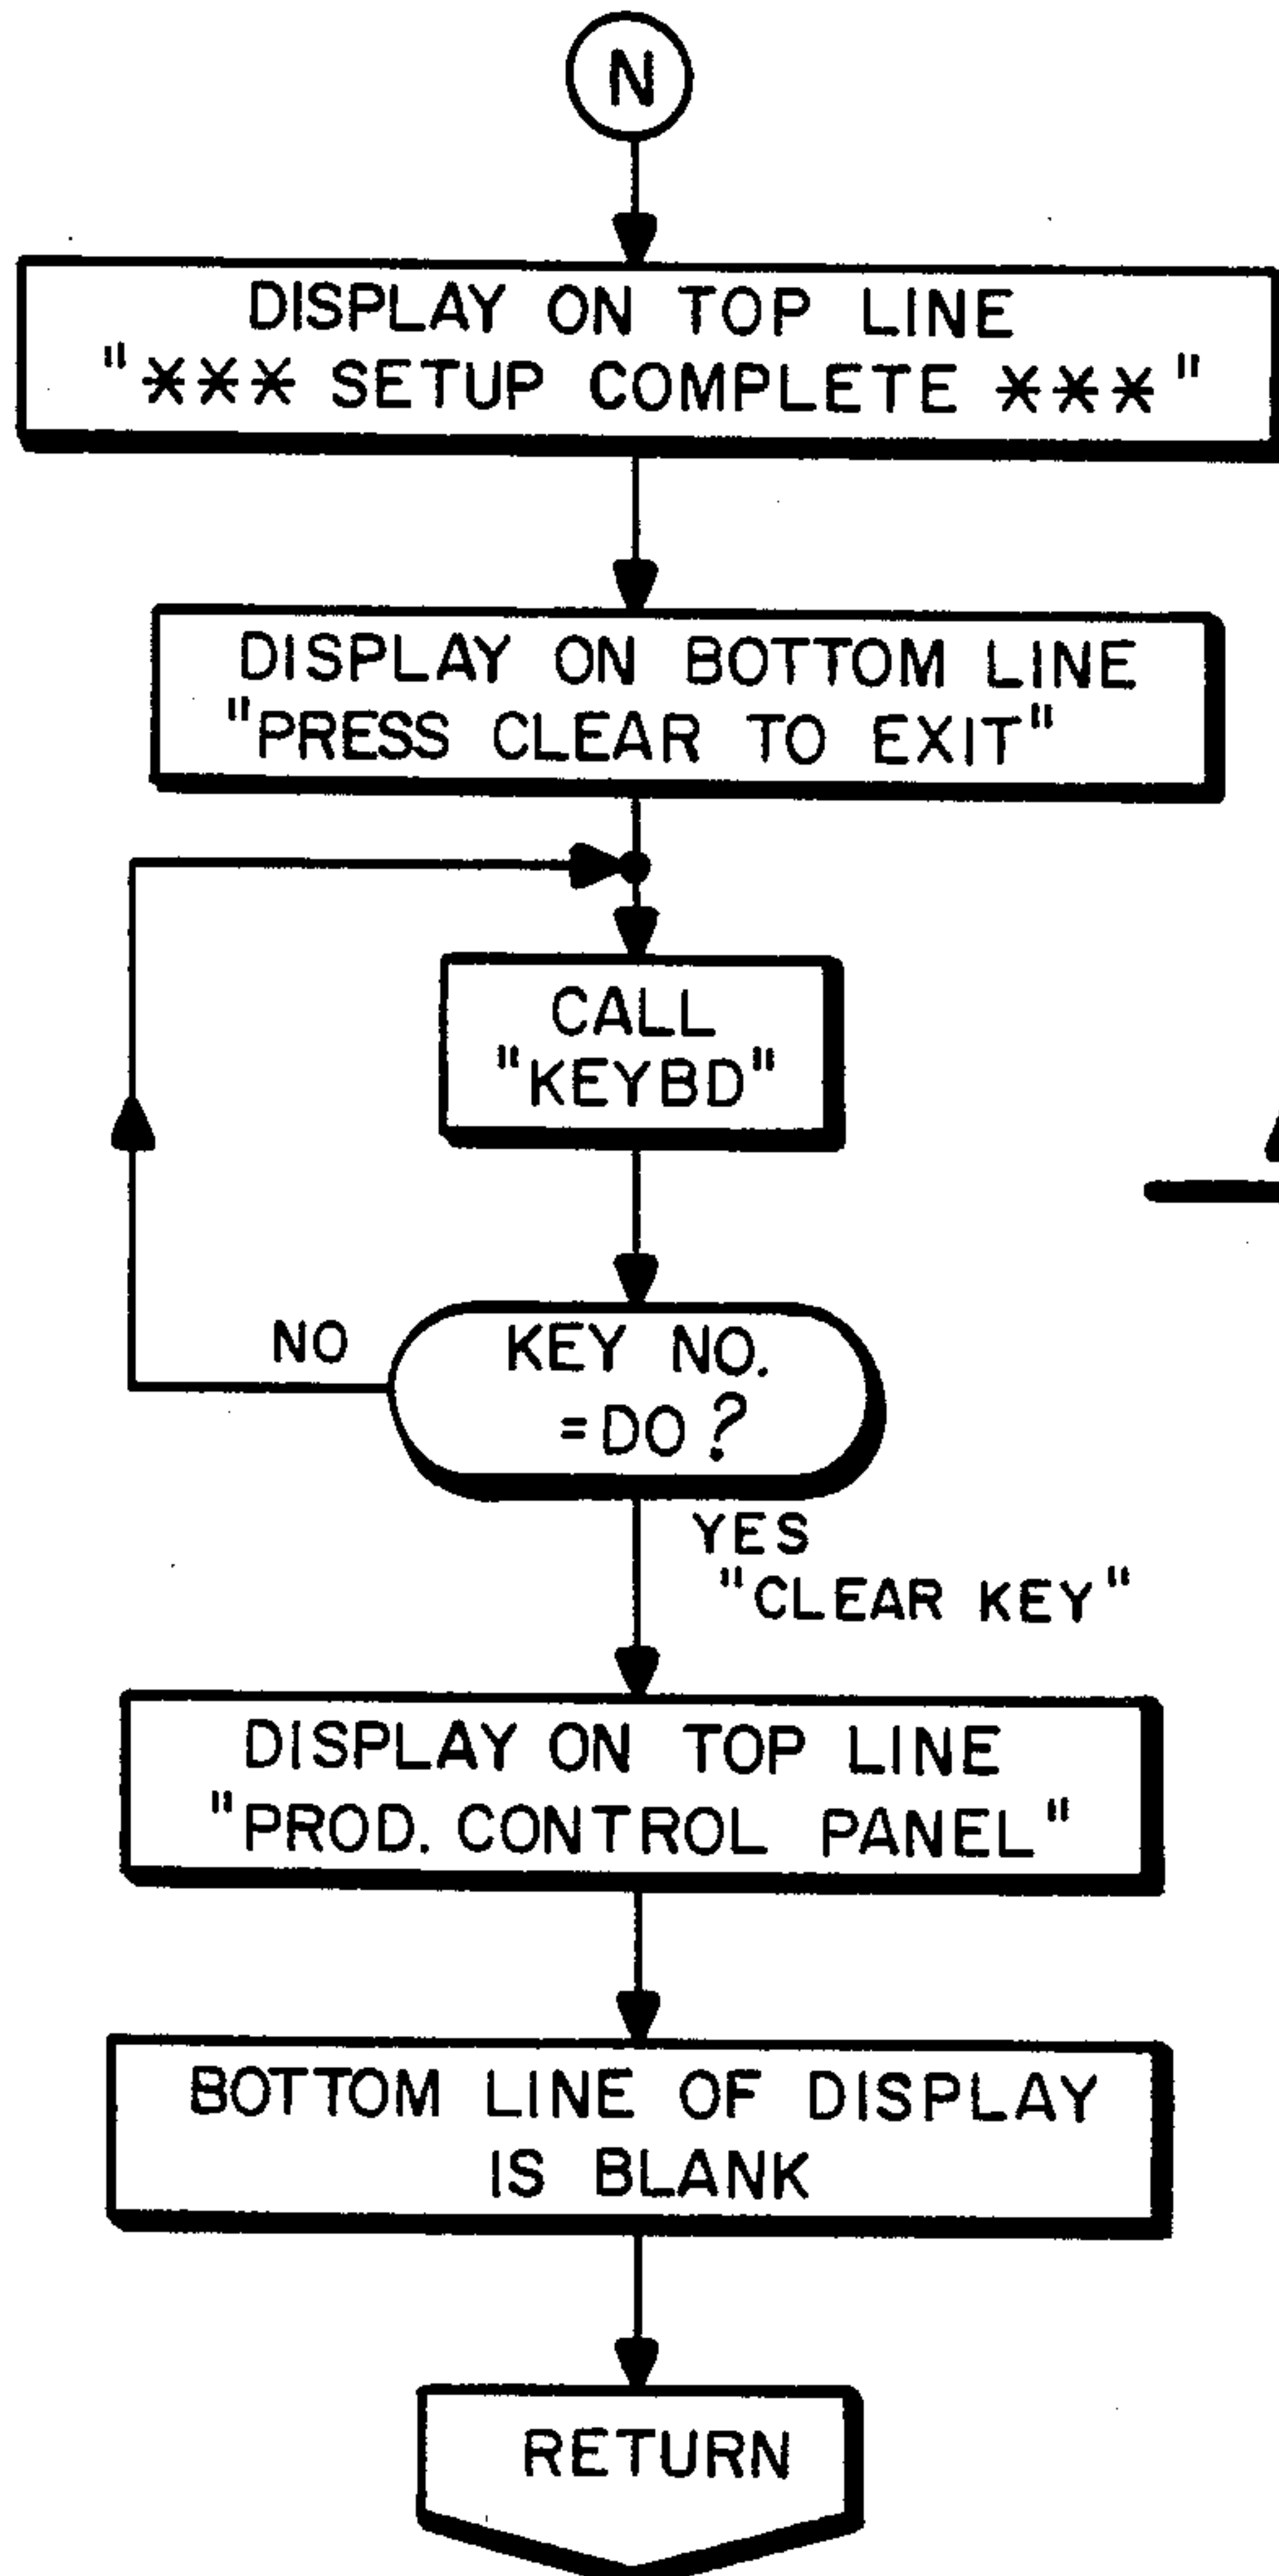 N
DISPLAY ON TOP LINE
"*** SETUP COMPLETE ***"
DISPLAY ON BOTTOM LINE
"PRESS CLEAR TO EXIT"
CALL
"KEYBD"
NO
KEY NO.
=DO?
YES
"CLEAR KEY"
DISPLAY ON TOP LINE
"PROD. CONTROL PANEL"
BOTTOM LINE OF DISPLAY
IS BLANK
RETURN